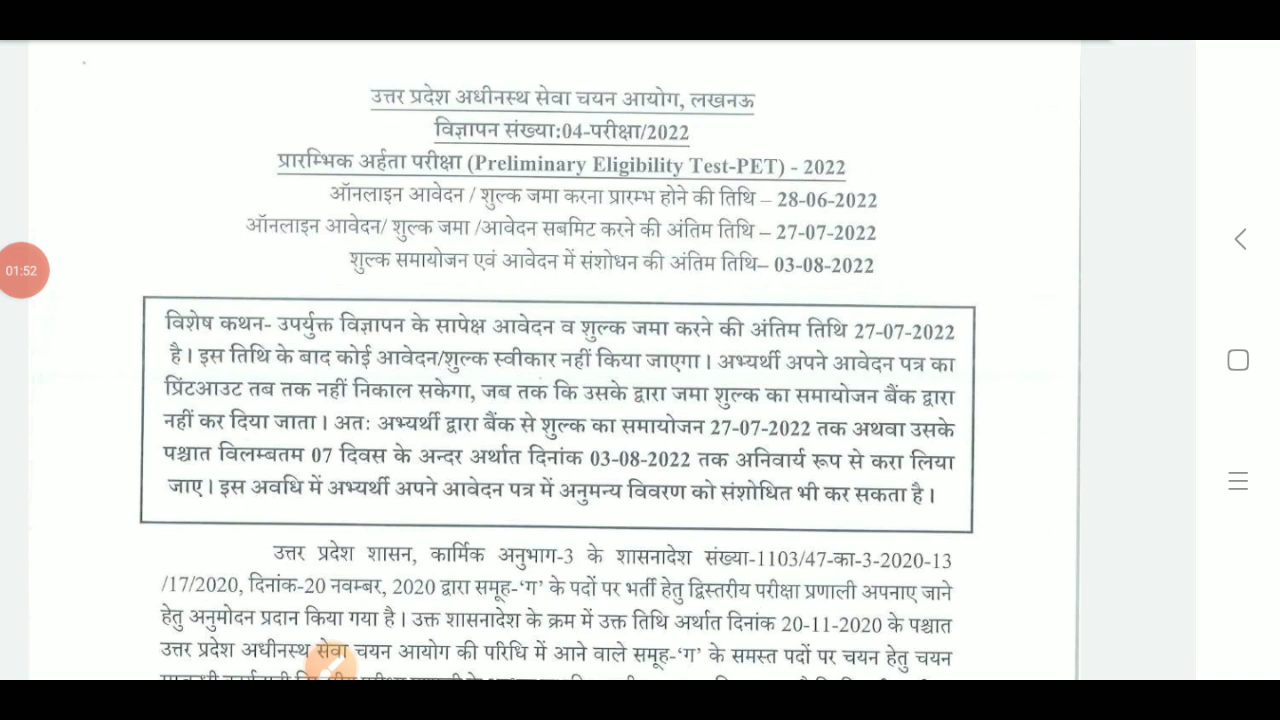 उत्तर प्रदेश अधीनस्थ सेवा चयन आयोग, लखनऊ
विज्ञापन संख्या:04-परीक्षा/2022
प्रारम्भिक अर्हता परीक्षा (Preliminary Eligibility Test-PET) - 2022
ऑनलाइन आवेदन / शुल्क जमा करना प्रारम्भ होने की तिथि – 28-06-2022
ऑनलाइन आवेदन/ शुल्क जमा /आवेदन सबमिट करने की अंतिम तिथि – 27-07-2022
शुल्क समायोजन एवं आवेदन में संशोधन की अंतिम तिथि– 03-08-2022
01:52
विशेष कथन- उपर्युक्त विज्ञापन के सापेक्ष आवेदन व शुल्क जमा करने की अंतिम तिथि 27-07-2022
है। इस तिथि के बाद कोई आवेदन/शुल्क स्वीकार नहीं किया जाएगा। अभ्यर्थी अपने आवेदन पत्र का
प्रिंटआउट तब तक नहीं निकाल सकेगा, जब तक कि उसके द्वारा जमा शुल्क का समायोजन बैंक द्वारा
नहीं कर दिया जाता। अतः अभ्यर्थी द्वारा बैंक से शुल्क का समायोजन 27-07-2022 तक अथवा उसके
पश्चात विलम्बतम 07 दिवस के अन्दर अर्थात दिनांक 03-08-2022 तक अनिवार्य रूप से करा लिया
जाए। इस अवधि में अभ्यर्थी अपने आवेदन पत्र में अनुमन्य विवरण को संशोधित भी कर सकता है।
उत्तर प्रदेश शासन, कार्मिक अनुभाग-3 के शासनादेश संख्या-1103/47-का-3-2020-13
/17/2020, दिनांक-20 नवम्बर, 2020 द्वारा समूह-‘ग’ के पदों पर भर्ती हेतु द्विस्तरीय परीक्षा प्रणाली अपनाए जाने
हेतु अनुमोदन प्रदान किया गया है। उक्त शासनादेश के क्रम में उक्त तिथि अर्थात दिनांक 20-11-2020 के पश्चात
उत्तर प्रदेश अधीनस्थ सेवा चयन आयोग की परिधि में आने वाले समूह-‘ग’ के समस्त पदों पर चयन हेतु चयन